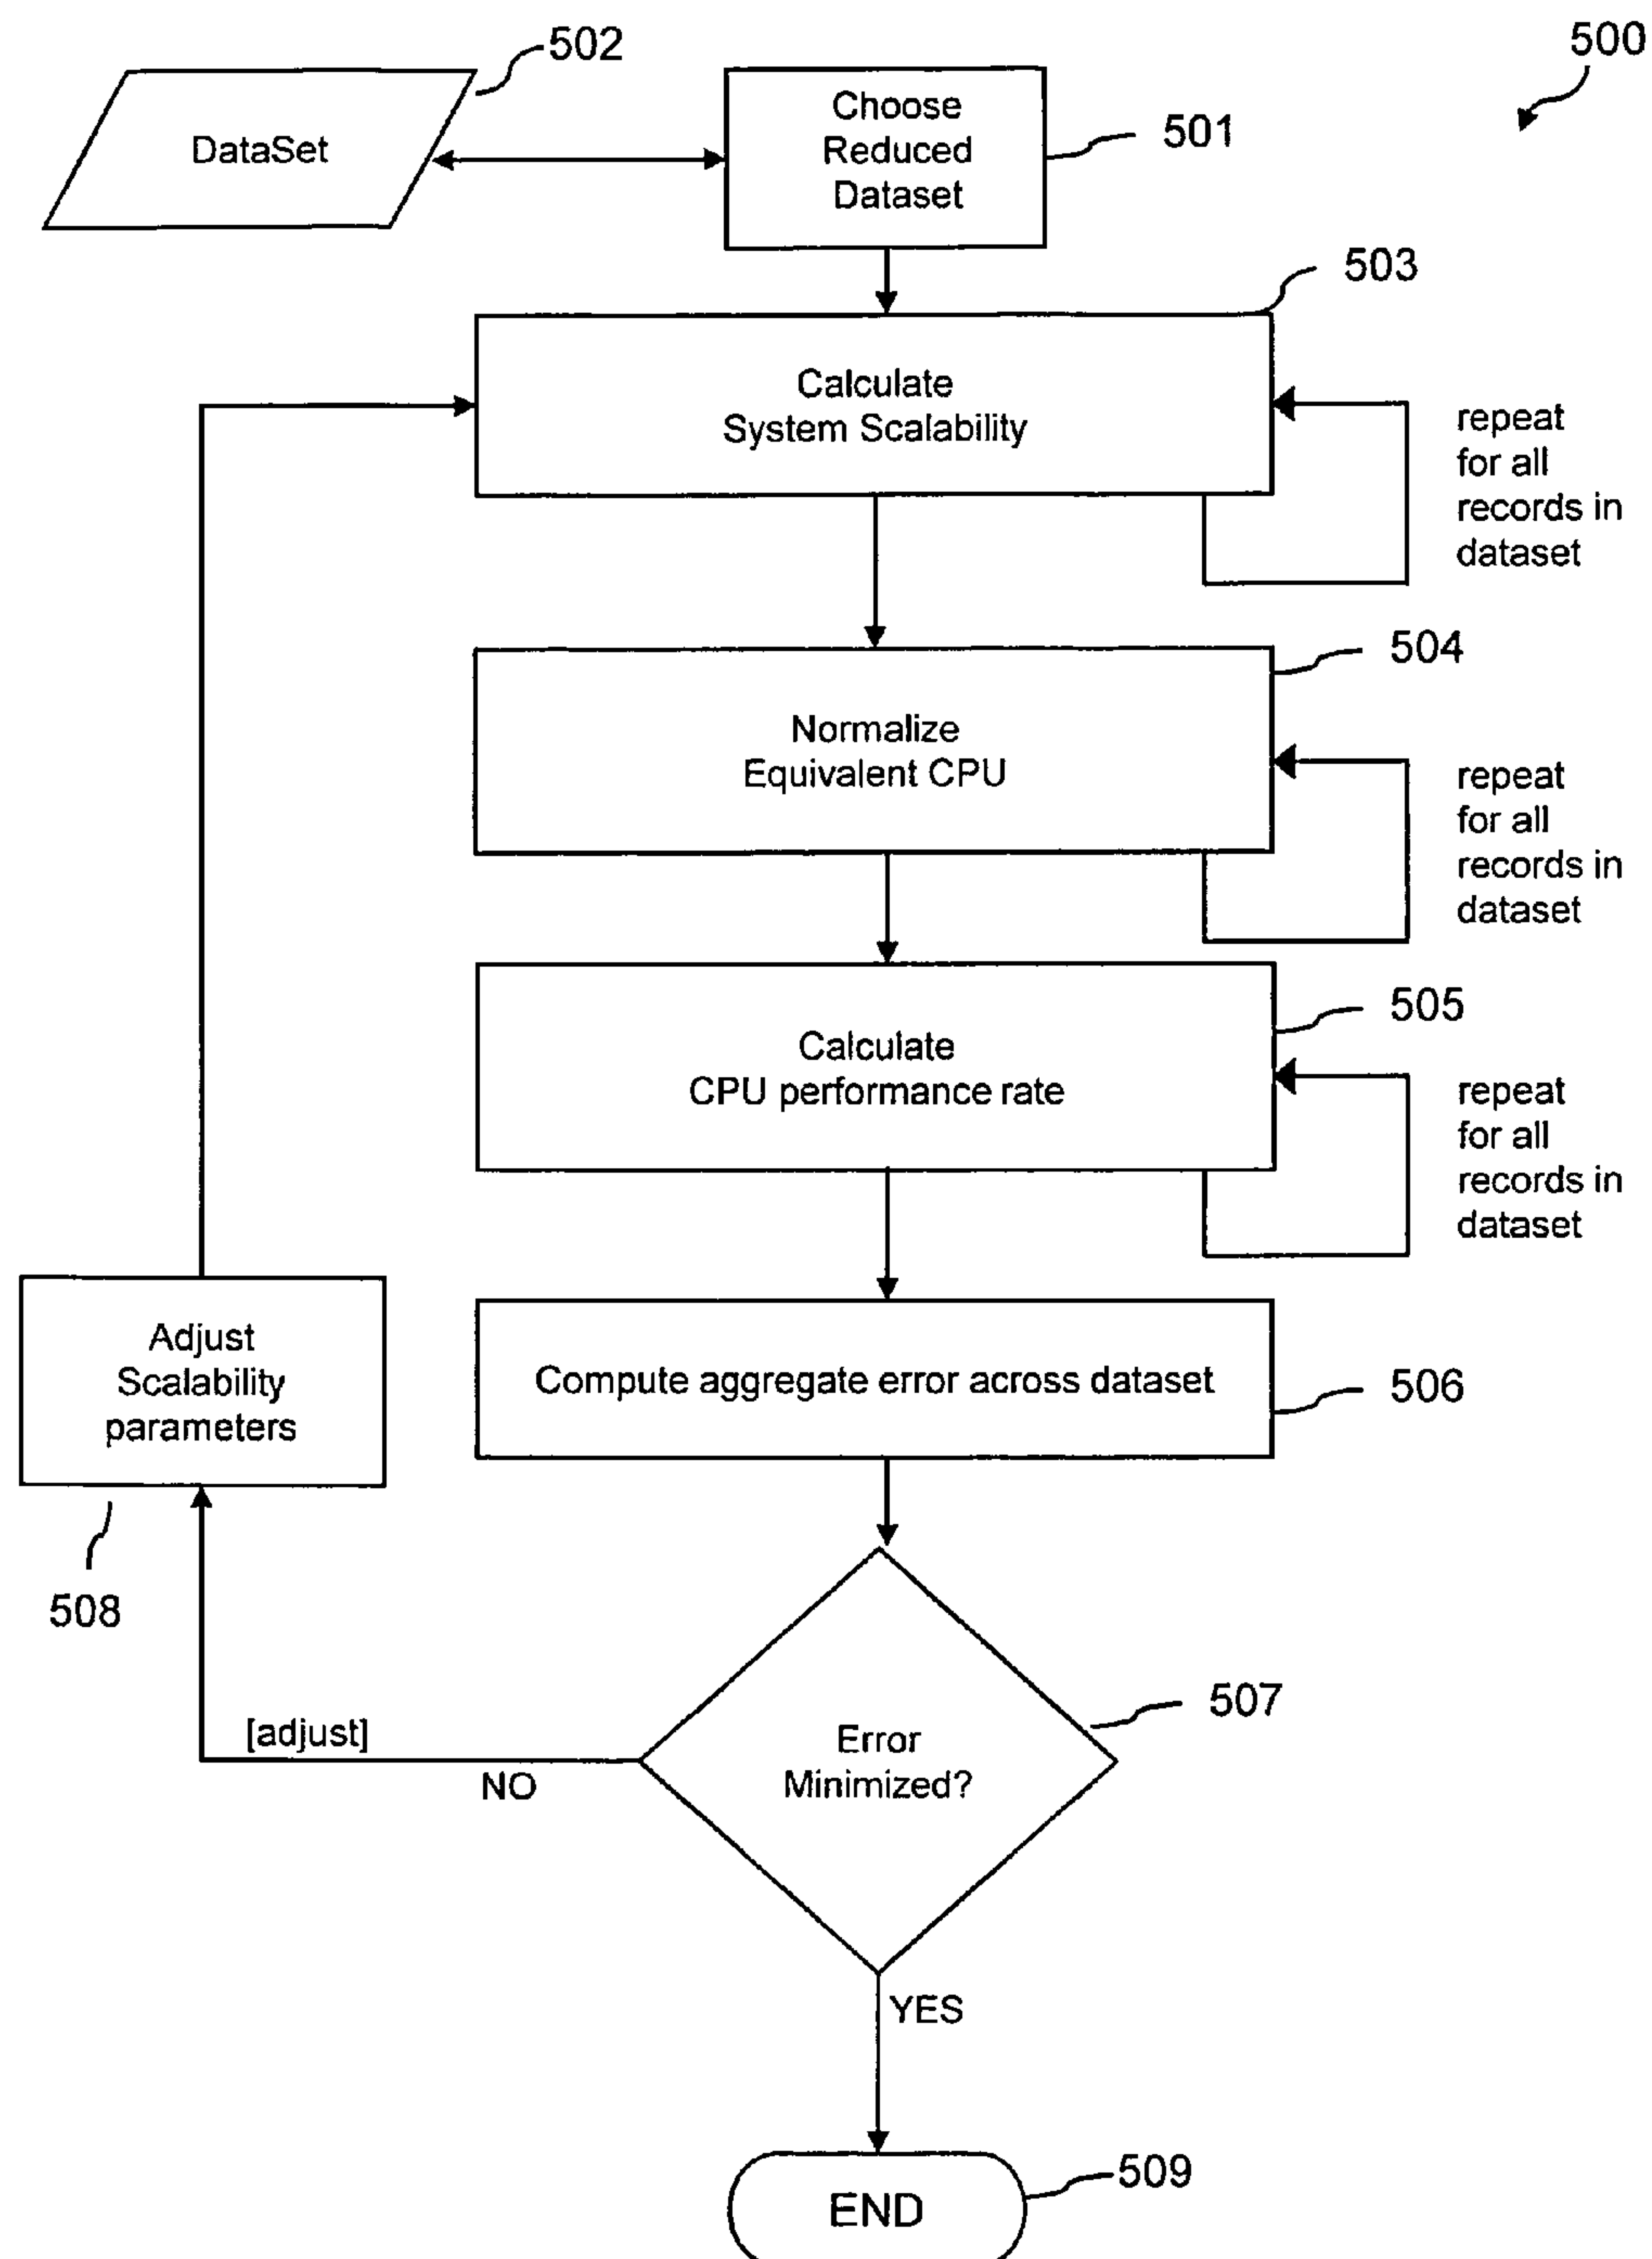 502
500
DataSet
Choose
Reduced
Dataset
501
503
Calculate
System Scalability
repeat
for all
records in
dataset
504
Normalize
Equivalent CPU
repeat
for all
records in
dataset
505
Calculate
CPU performance rate
repeat
for all
records in
dataset
Adjust
Scalability
parameters
Compute aggregate error across dataset
506
508
507
[adjust]
NO
Error
Minimized?
YES
509
END